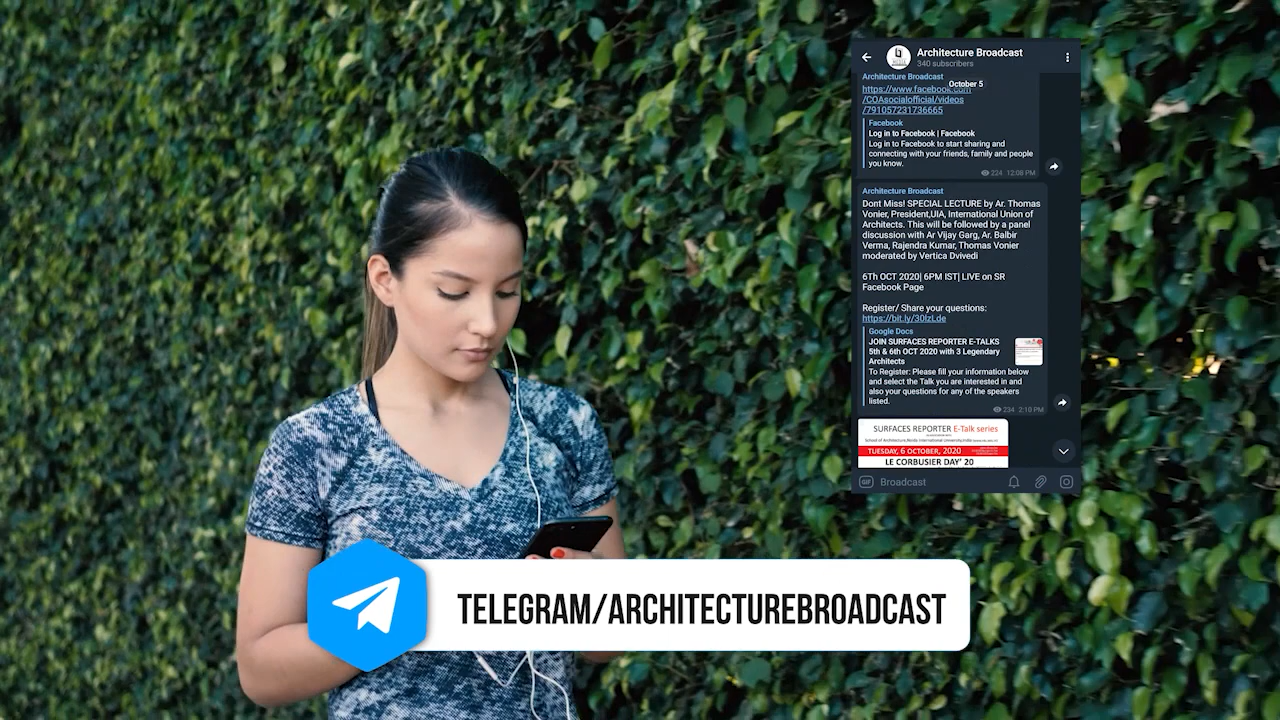 Architecture Broadcast
340 subscribers
Architecture Broadcast
October 5
https://www.facebook.com
/COAsocialofficial/videos
/791057231736665
Facebook
Log in to Facebook | Facebook
Log in to Facebook to start sharing and
connecting with your friends, family and people
you know.
224 12:08 PM
Architecture Broadcast
Dont Miss! SPECIAL LECTURE by Ar. Thomas
Vonier, President,UIA, International Union of
Architects. This will be followed by a panel
discussion with Ar Vijay Garg, Ar. Balbir
Verma, Rajendra Kumar, Thomas Vonier
moderated by Vertica Dvivedi
6Th OCT 2020| 6PM IST| LIVE on SR
Facebook Page
Register/ Share your questions:
https://bit.ly/30lzLde
Google Docs
JOIN SURFACES REPORTER E-TALKS
5th & 6th OCT 2020 with 3 Legendary
Architects
To Register: Please fill your information below
and select the Talk you are interested in and
also your questions for any of the speakers
listed.
234 2:10 PM
SURFACES REPORTER E-Talk series
School of Architecture,Noida International University,India
TUESDAY, 6 OCTOBER, 2020
LE CORBUSIER DAY' 20
GIF Broadcast
TELEGRAM/ARCHITECTUREBROADCAST